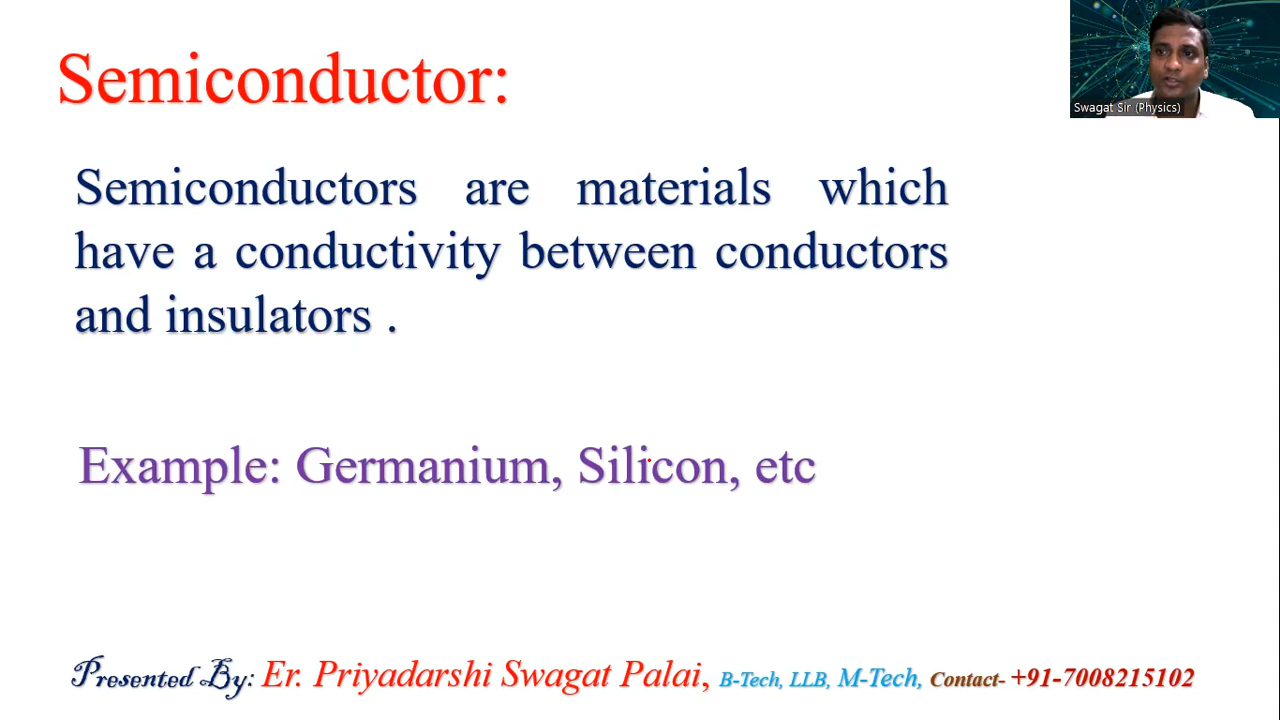 Semiconductor:
Swagat Sir (Physics)
Semiconductors are materials which
have a conductivity between conductors
and insulators .
Example: Germanium, Silicon, etc
Presented By: Er. Priyadarshi Swagat Palai, B-Tech, LLB, M-Tech, Contact- +91-7008215102